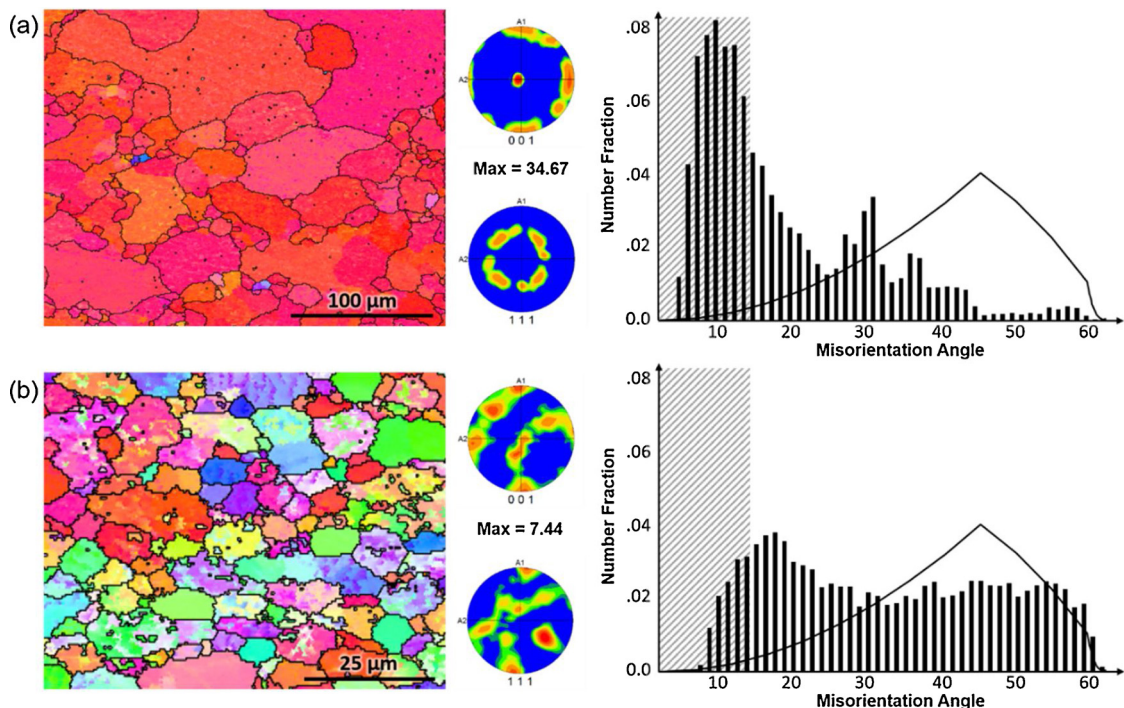 (a)
100 µm
A1
A2
0 0 1
Max = 34.67
A1
A2
1 1 1
Number Fraction
.08
.06
.04
.02
0.0
10 20 30 40 50 60
Misorientation Angle
(b)
25 µm
A1
A2
0 0 1
Max = 7.44
A1
A2
1 1 1
Number Fraction
.08
.06
.04
.02
0.0
10 20 30 40 50 60
Misorientation Angle